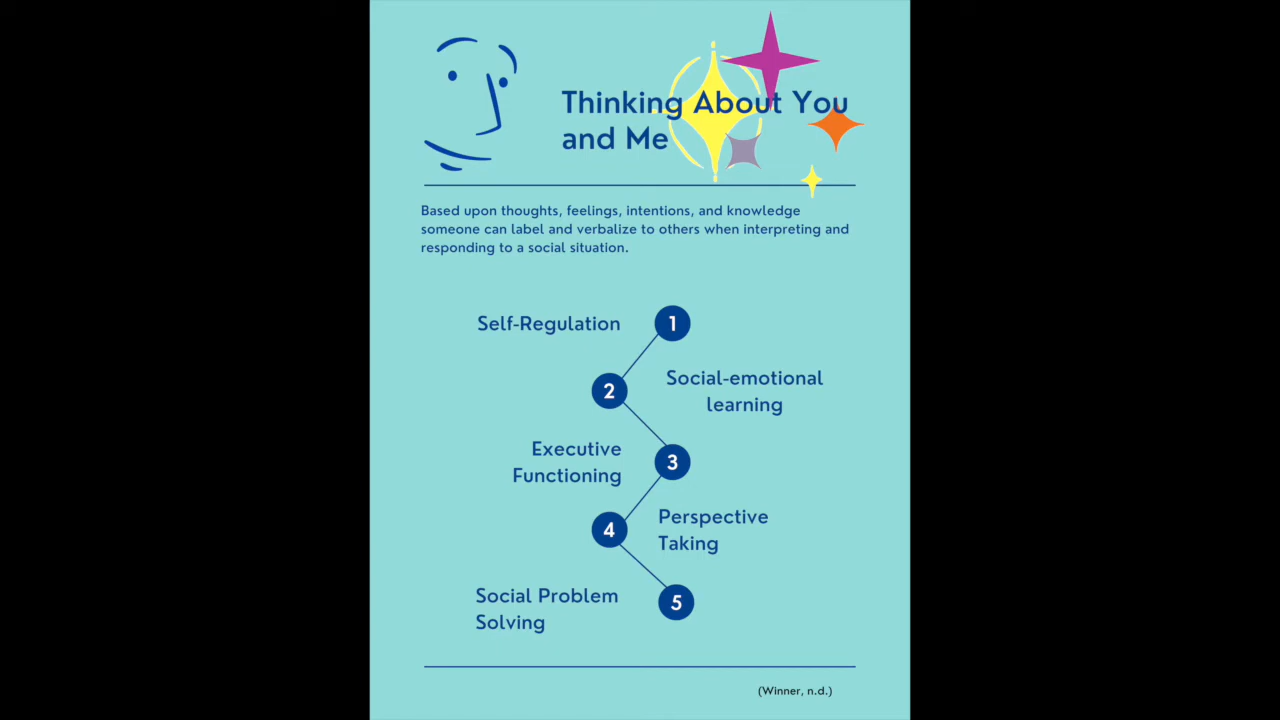 Thinking About You
and Me
Based upon thoughts, feelings, intentions, and knowledge
someone can label and verbalize to others when interpreting and
responding to a social situation.
Self-Regulation
1
2
Social-emotional
learning
Executive
Functioning
3
4
Perspective
Taking
Social Problem
Solving
5
(Winner, n.d.)